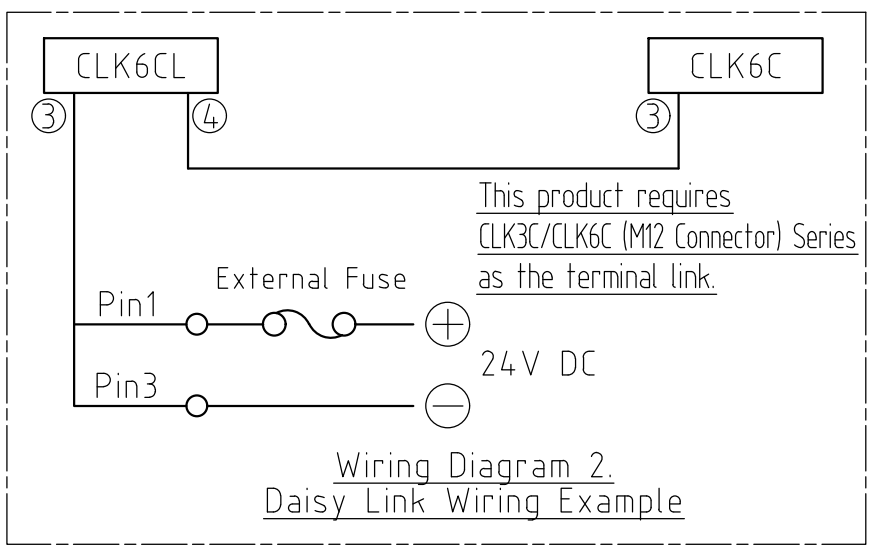 CLK6CL
CLK6C
3
4
3
This product requires
CLK3C/CLK6C (M12 Connector) Series
as the terminal link.
External Fuse
Pin1
+
24V DC
Pin3
−
Wiring Diagram 2.
Daisy Link Wiring Example